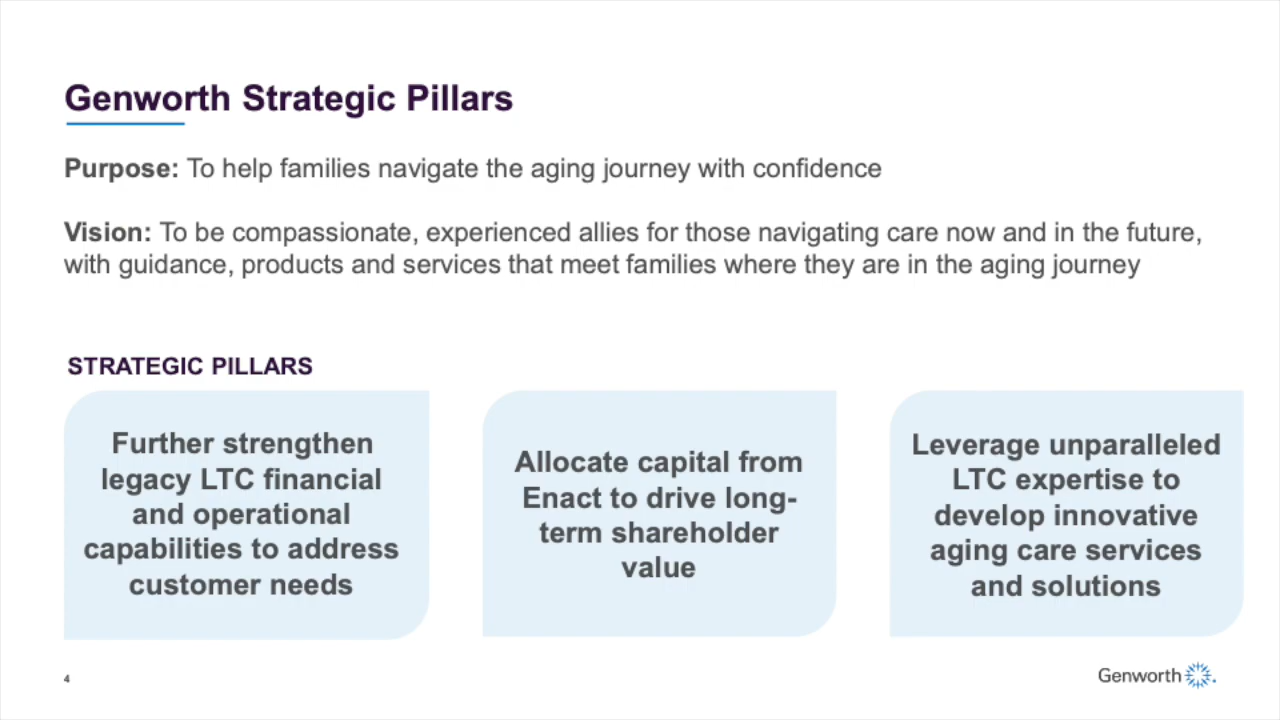 Genworth Strategic Pillars
Purpose: To help families navigate the aging journey with confidence
Vision: To be compassionate, experienced allies for those navigating care now and in the future,
with guidance, products and services that meet families where they are in the aging journey
STRATEGIC PILLARS
Further strengthen
legacy LTC financial
and operational
capabilities to address
customer needs
Allocate capital from
Enact to drive long-
term shareholder
value
Leverage unparalleled
LTC expertise to
develop innovative
aging care services
and solutions
4
Genworth